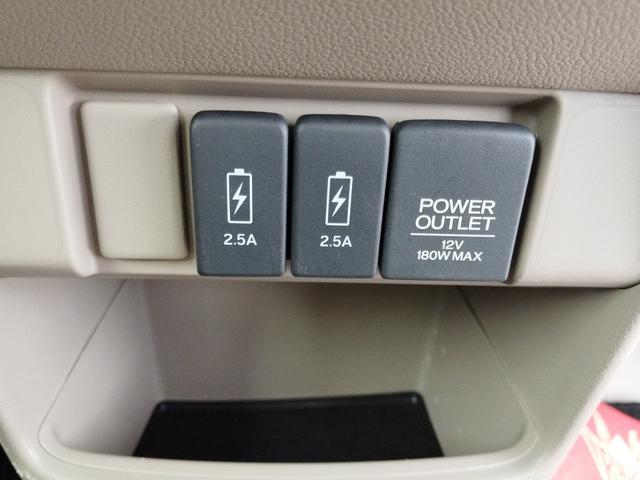 2.5A
2.5A
POWER
OUTLET
12V
180W MAX